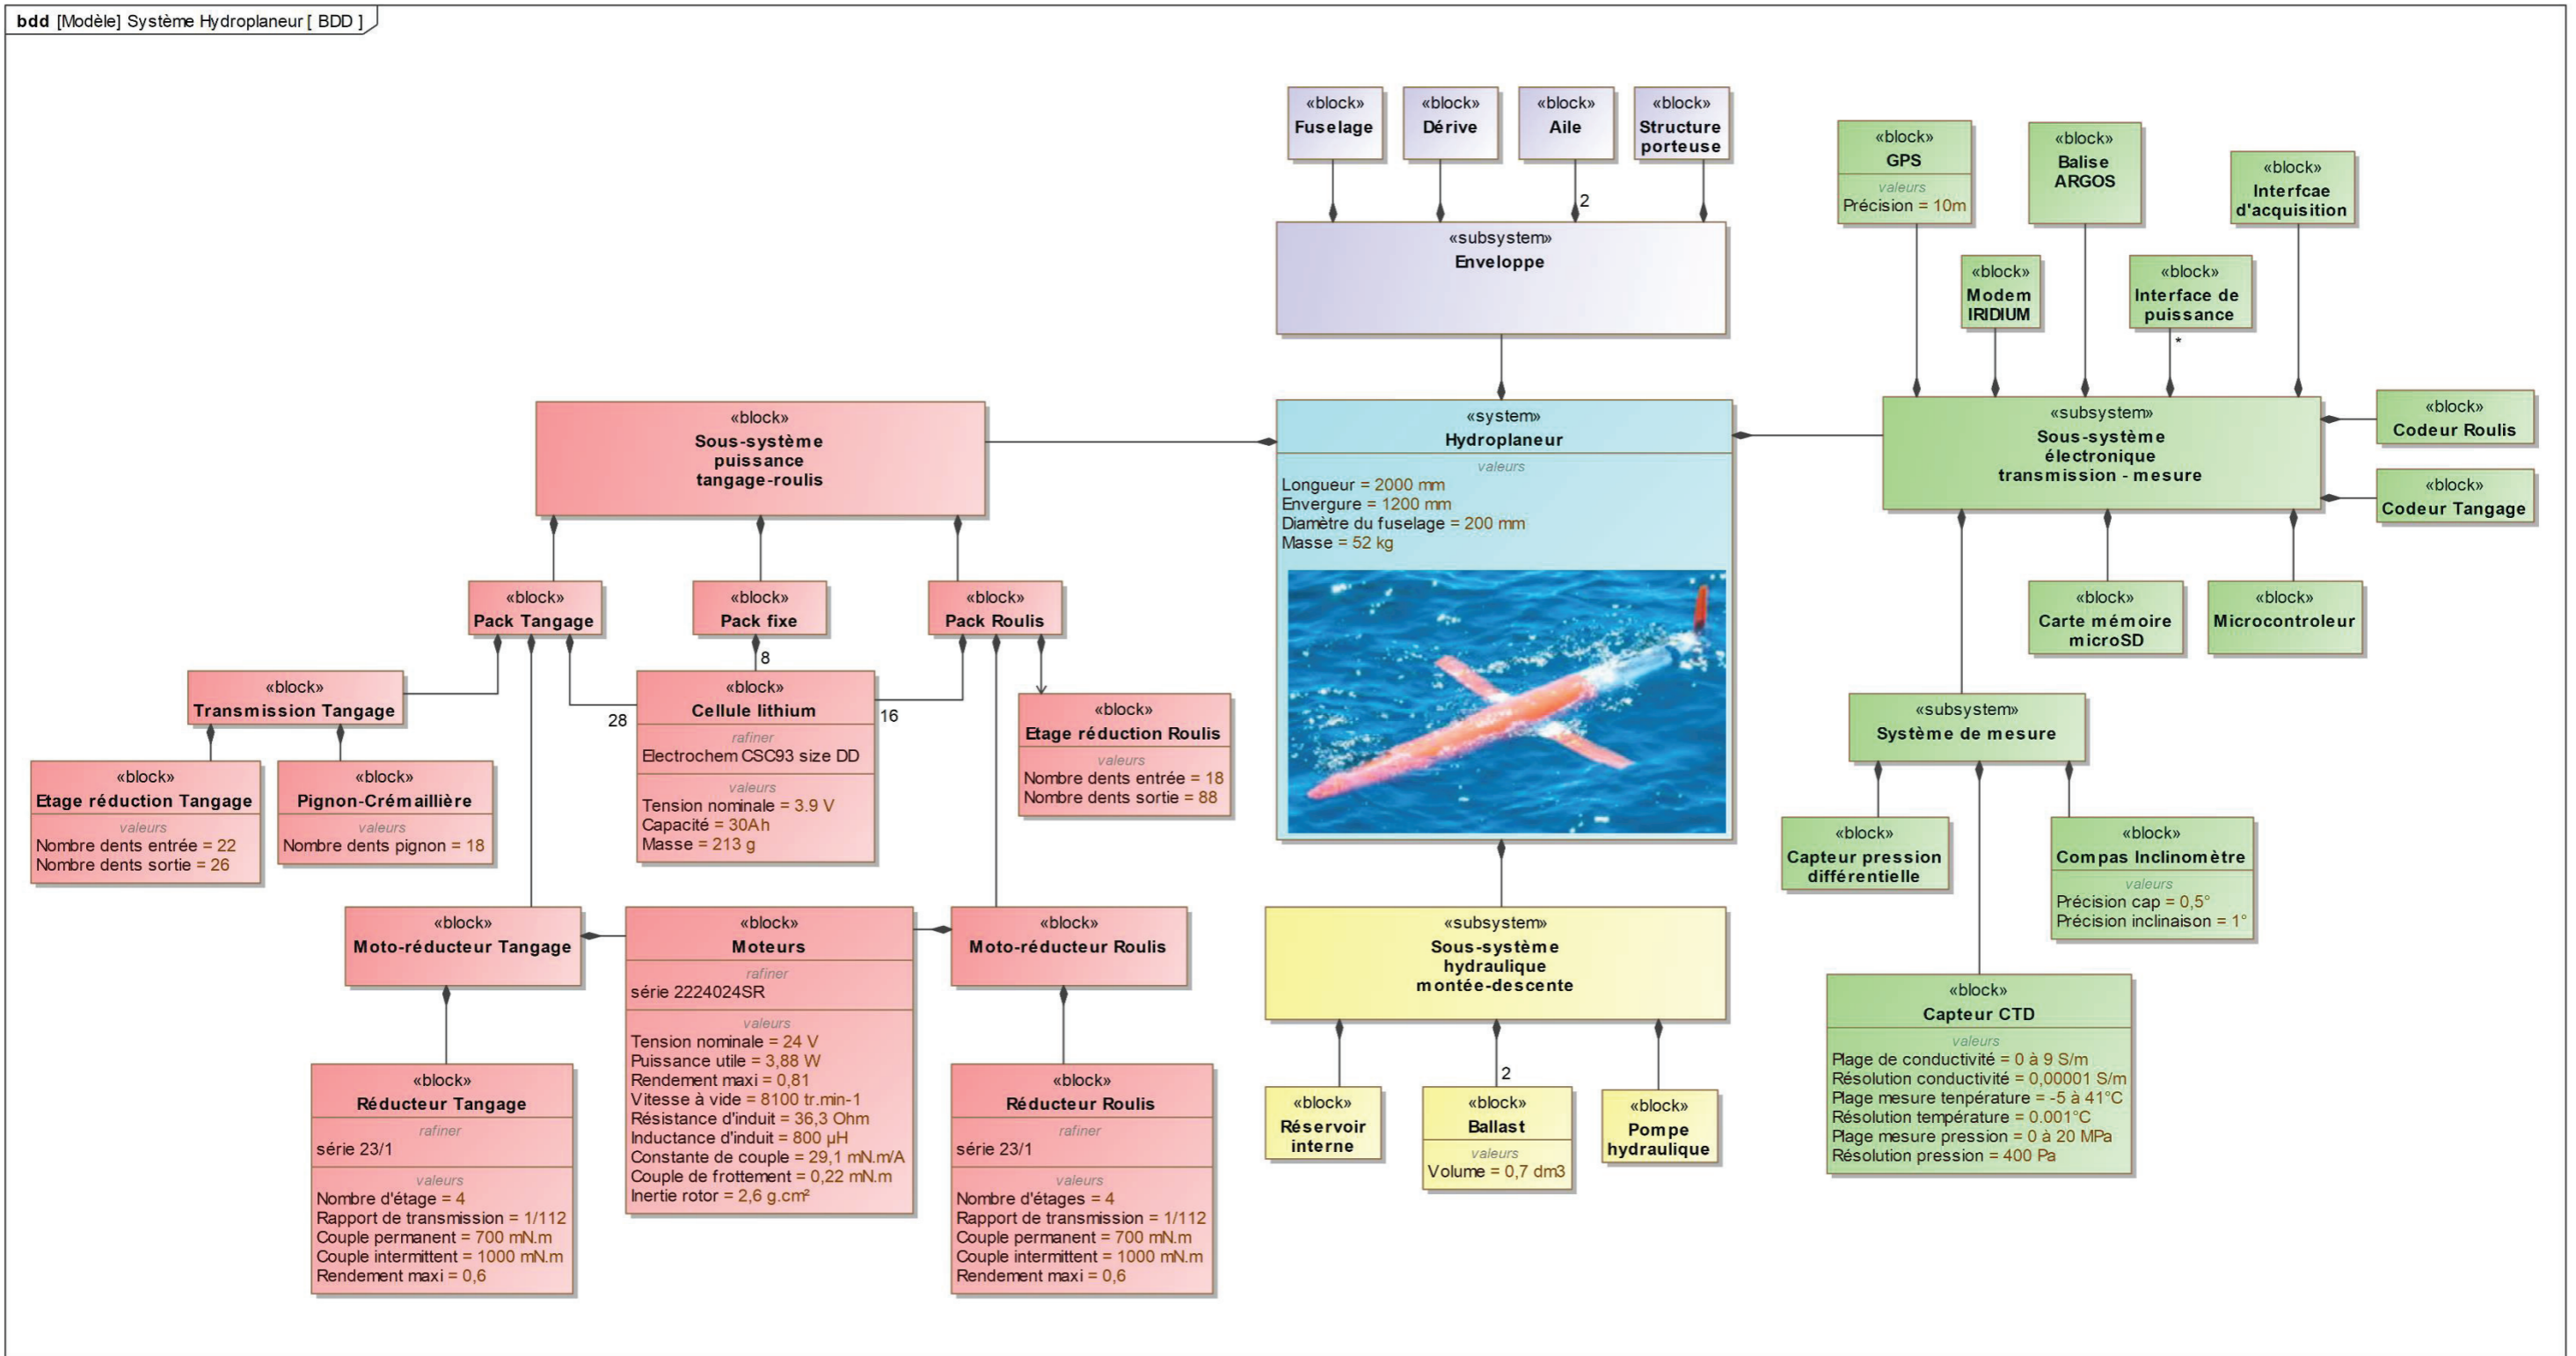 bdd [Modèle] Système Hydroplaneur [ BDD ]
«block»
Fuselage
«block»
Dérive
«block»
Aile
2
«block»
Structure
porteuse
«subsystem»
Enveloppe
«block»
GPS
valeurs
Précision = 10m
«block»
Balise
ARGOS
«block»
Interfcae
d'acquisition
«block»
Modem
IRIDIUM
«block»
Interface de
puissance
*
«block»
Sous-système
puissance
tangage-roulis
«system»
Hydroplaneur
valeurs
Longueur = 2000 mm
Envergure = 1200 mm
Diamètre du fuselage = 200 mm
Masse = 52 kg
«subsystem»
Sous-système
électronique
transmission - mesure
«block»
Codeur Roulis
«block»
Codeur Tangage
«block»
Pack Tangage
«block»
Pack fixe
8
«block»
Pack Roulis
«block»
Carte mémoire
microSD
«block»
Microcontroleur
«block»
Transmission Tangage
28
«block»
Cellule lithium
rafiner
Electrochem CSC93 size DD
valeurs
Tension nominale = 3.9 V
Capacité = 30Ah
Masse = 213 g
16
«block»
Etage réduction Roulis
valeurs
Nombre dents entrée = 18
Nombre dents sortie = 88
«subsystem»
Système de mesure
«block»
Etage réduction Tangage
valeurs
Nombre dents entrée = 22
Nombre dents sortie = 26
«block»
Pignon-Crémaillière
valeurs
Nombre dents pignon = 18
«block»
Capteur pression
différentielle
«block»
Compas Inclinomètre
valeurs
Précision cap = 0,5°
Précision inclinaison = 1°
«block»
Moto-réducteur Tangage
«block»
Moteurs
rafiner
série 2224024SR
valeurs
Tension nominale = 24 V
Puissance utile = 3,88 W
Rendement maxi = 0,81
Vitesse à vide = 8100 tr.min-1
Résistance d'induit = 36,3 Ohm
Inductance d'induit = 800 µH
Constante de couple = 29,1 mN.m/A
Couple de frottement = 0,22 mN.m
Inertie rotor = 2,6 g.cm²
«block»
Moto-réducteur Roulis
«subsystem»
Sous-système
hydraulique
montée-descente
«block»
Capteur CTD
valeurs
Plage de conductivité = 0 à 9 S/m
Résolution conductivité = 0,00001 S/m
Plage mesure tenpérature = -5 à 41°C
Résolution température = 0.001°C
Plage mesure pression = 0 à 20 MPa
Résolution pression = 400 Pa
«block»
Réducteur Tangage
rafiner
série 23/1
valeurs
Nombre d'étage = 4
Rapport de transmission = 1/112
Couple permanent = 700 mN.m
Couple intermittent = 1000 mN.m
Rendement maxi = 0,6
«block»
Réducteur Roulis
rafiner
série 23/1
valeurs
Nombre d'étages = 4
Rapport de transmission = 1/112
Couple permanent = 700 mN.m
Couple intermittent = 1000 mN.m
Rendement maxi = 0,6
«block»
Réservoir
interne
2
«block»
Ballast
valeurs
Volume = 0,7 dm3
«block»
Pompe
hydraulique